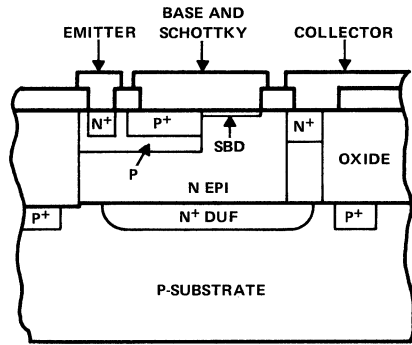 BASE AND
EMITTER SCHOTTKY COLLECTOR
N+ P+ SBD N+
P OXIDE
N EPI
P+ N+ DUF P+
P-SUBSTRATE